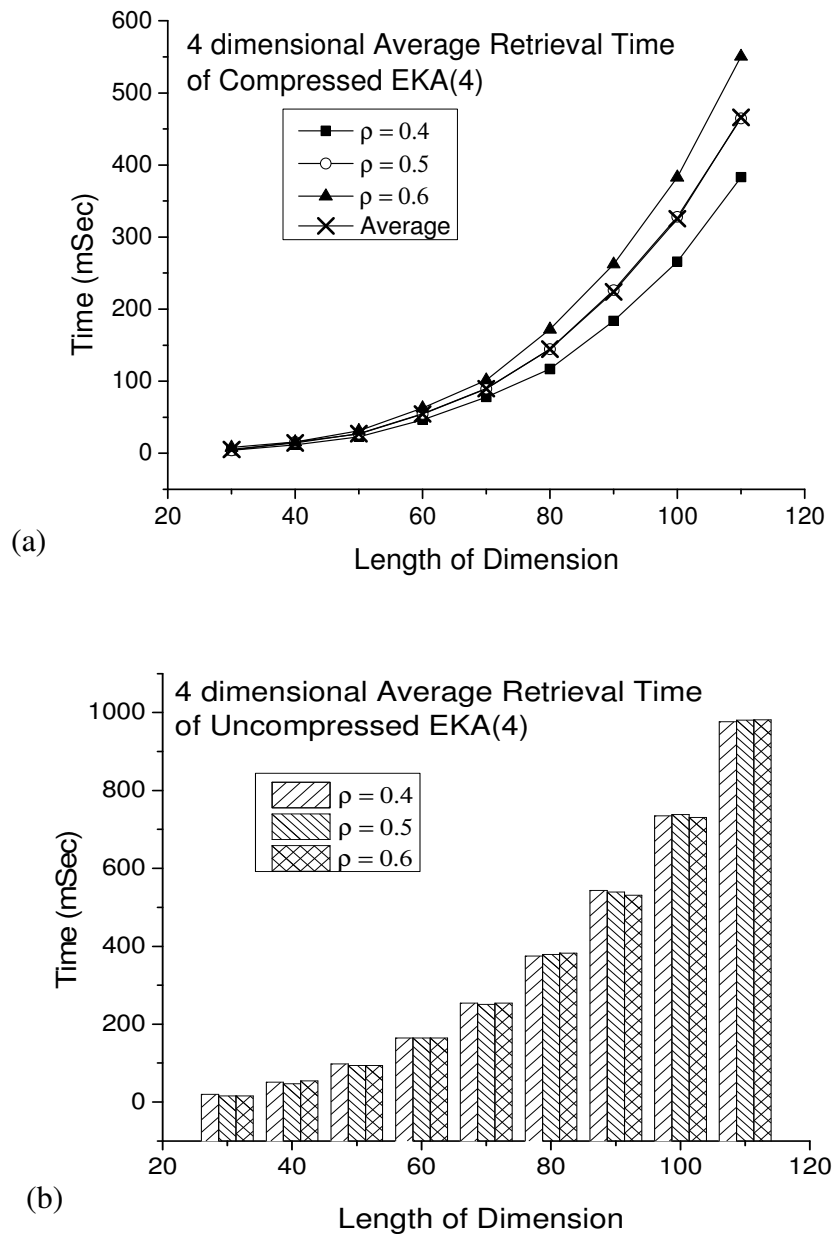 4 dimensional Average Retrieval Time
of Compressed EKA(4)
ρ = 0.4
ρ = 0.5
ρ = 0.6
Average
600
500
400
300
200
100
0
Time (mSec)
20 40 60 80 100 120
Length of Dimension
(a)
4 dimensional Average Retrieval Time
of Uncompressed EKA(4)
ρ = 0.4
ρ = 0.5
ρ = 0.6
1000
800
600
400
200
0
Time (mSec)
20 40 60 80 100 120
Length of Dimension
(b)